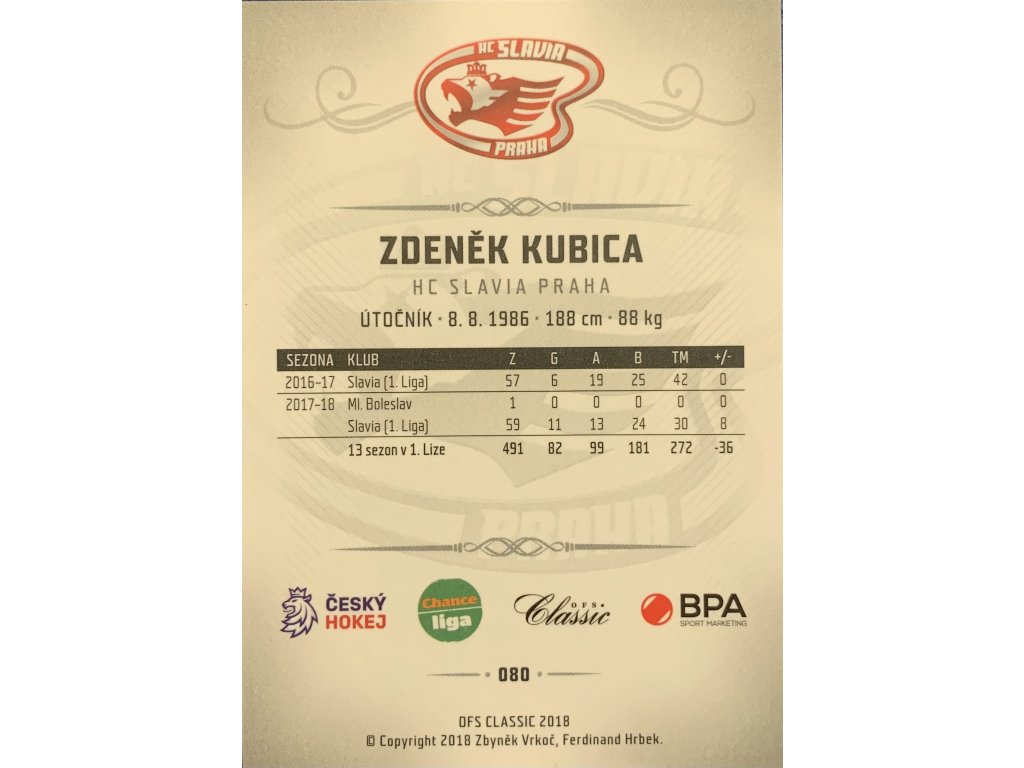 HC SLAVIA
PRAHA
ZDENĚK KUBICA
HC SLAVIA PRAHA
ÚTOČNÍK • 8. 8. 1986 • 188 cm • 88 kg
SEZONA KLUB Z G A B TM +/-
2016-17 Slavia (1. Liga) 57 6 19 25 42 0
2017-18 Ml. Boleslav 1 0 0 0 0 0
Slavia (1. Liga) 59 11 13 24 30 8
13 sezon v 1. Lize 491 82 99 181 272 -36
PRAHA
ČESKÝ HOKEJ
Chance liga
OFS Classic
BPA SPORT MARKETING
• 080 •
OFS CLASSIC 2018
© Copyright 2018 Zbyněk Vrkoč, Ferdinand Hrbek.